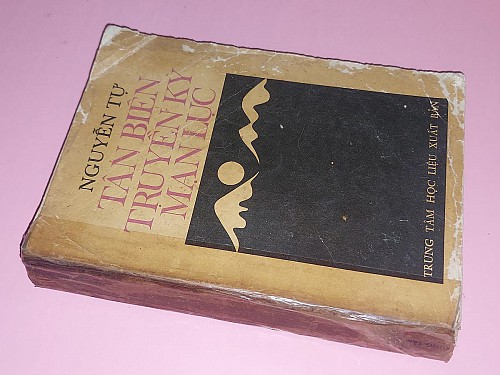 NGUYỄN TỰ
TÂN BIÊN
TRUYỀN KỲ
MẠN LỤC
TRUNG TÂM HỌC LIỆU XUẤT BẢN